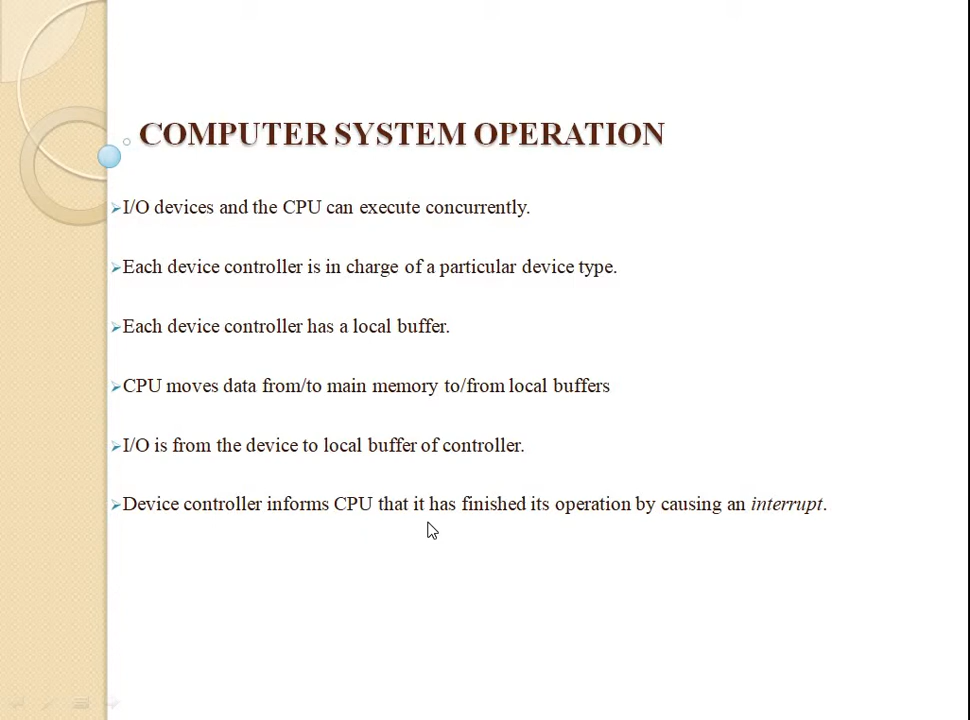 COMPUTER SYSTEM OPERATION
I/O devices and the CPU can execute concurrently.
Each device controller is in charge of a particular device type.
Each device controller has a local buffer.
CPU moves data from/to main memory to/from local buffers
I/O is from the device to local buffer of controller.
Device controller informs CPU that it has finished its operation by causing an interrupt.